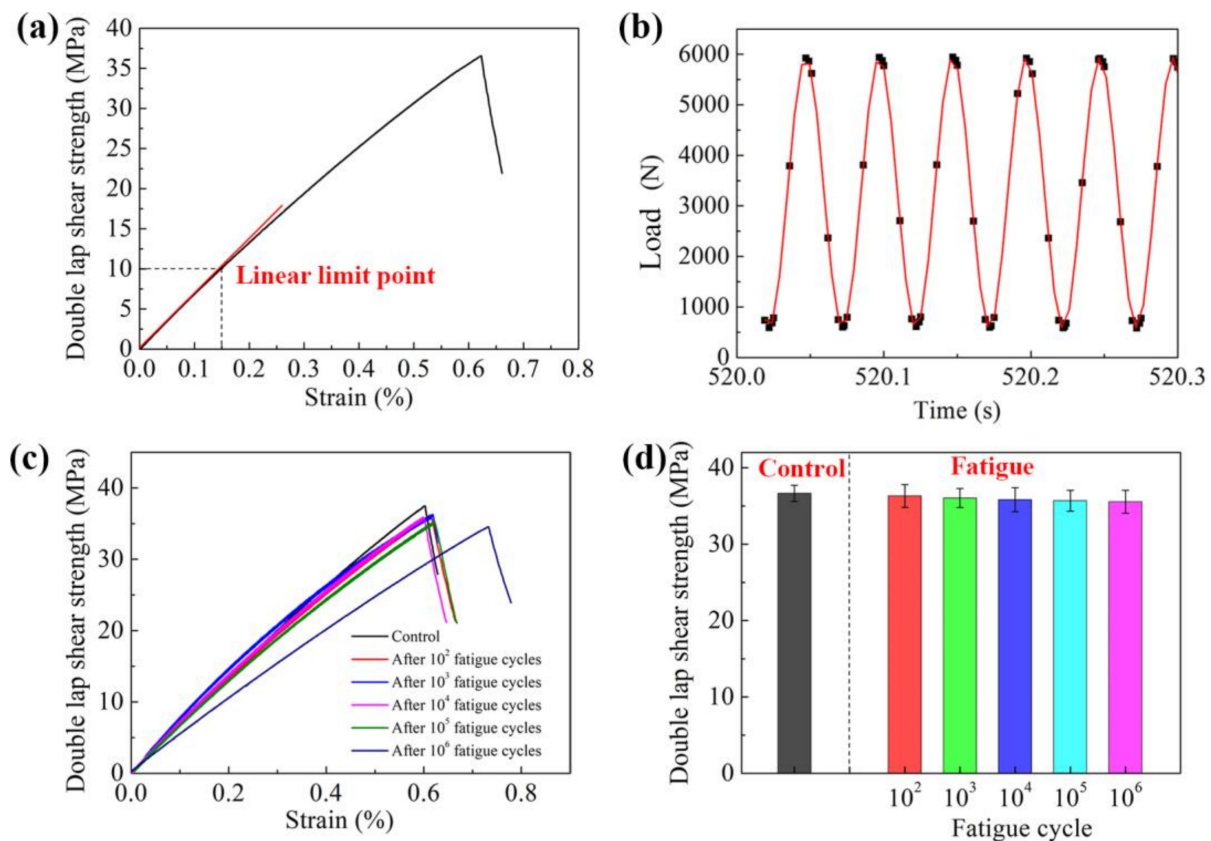 (a)
Double lap shear strength (MPa)
40
35
30
25
20
15
10
5
0
Linear limit point
0.0 0.1 0.2 0.3 0.4 0.5 0.6 0.7 0.8
Strain (%)
(b)
Load (N)
6000
5000
4000
3000
2000
1000
0
520.0 520.1 520.2 520.3
Time (s)
(c)
Double lap shear strength (MPa)
40
30
20
10
0
Control
After 10² fatigue cycles
After 10³ fatigue cycles
After 10⁴ fatigue cycles
After 10⁵ fatigue cycles
After 10⁶ fatigue cycles
0.0 0.2 0.4 0.6 0.8
Strain (%)
(d)
Double lap shear strength (MPa)
40
30
20
10
0
Control Fatigue
10² 10³ 10⁴ 10⁵ 10⁶
Fatigue cycle